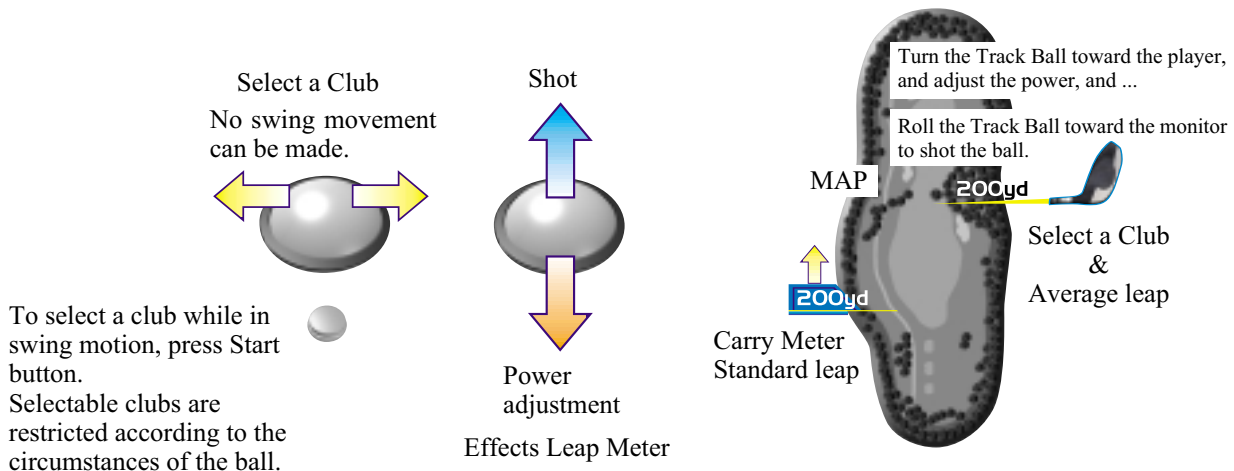 Select a Club
No swing movement
can be made.
To select a club while in
swing motion, press Start
button.
Selectable clubs are
restricted according to the
circumstances of the ball.
Shot
Power
adjustment
Effects Leap Meter
Turn the Track Ball toward the player,
and adjust the power, and ...
Roll the Track Ball toward the monitor
to shot the ball.
MAP
200yd
Select a Club
&
Average leap
200yd
Carry Meter
Standard leap